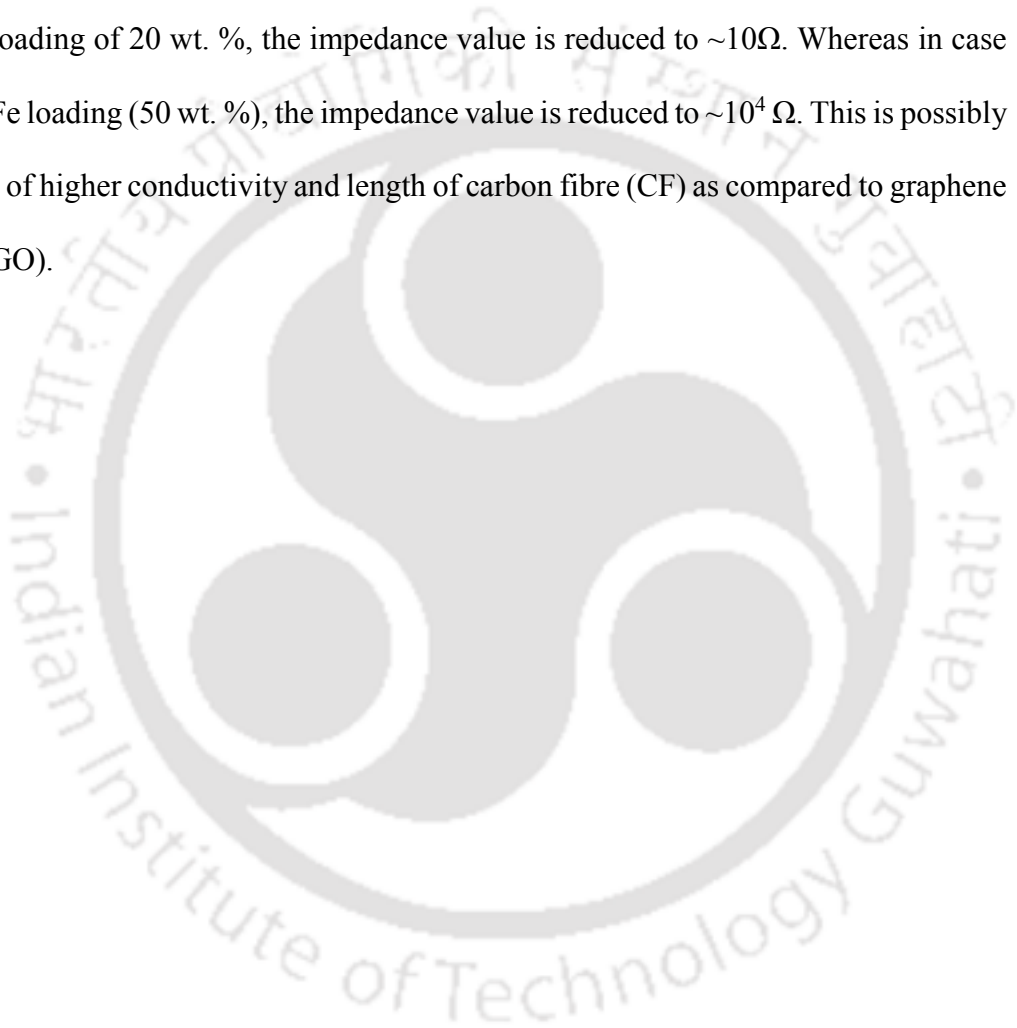 oading of 20 wt. %, the impedance value is reduced to ~10Ω. Whereas in case
Fe loading (50 wt. %), the impedance value is reduced to ~10⁴ Ω. This is possibly
of higher conductivity and length of carbon fibre (CF) as compared to graphene
GO).
भारतीय प्रौद्योगिकी संस्थान गुवाहाटी
• Indian Institute of Technology Guwahati •